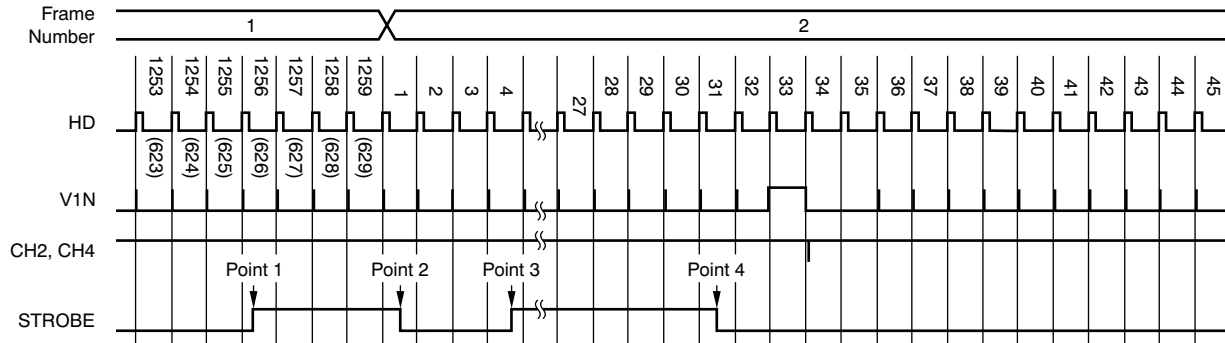 Frame
Number
1
2
1253 1254 1255 1256 1257 1258 1259 1 2 3 4 27 28 29 30 31 32 33 34 35 36 37 38 39 40 41 42 43 44 45
HD
(623) (624) (625) (626) (627) (628) (629)
V1N
CH2, CH4
Point 1 Point 2 Point 3 Point 4
STROBE